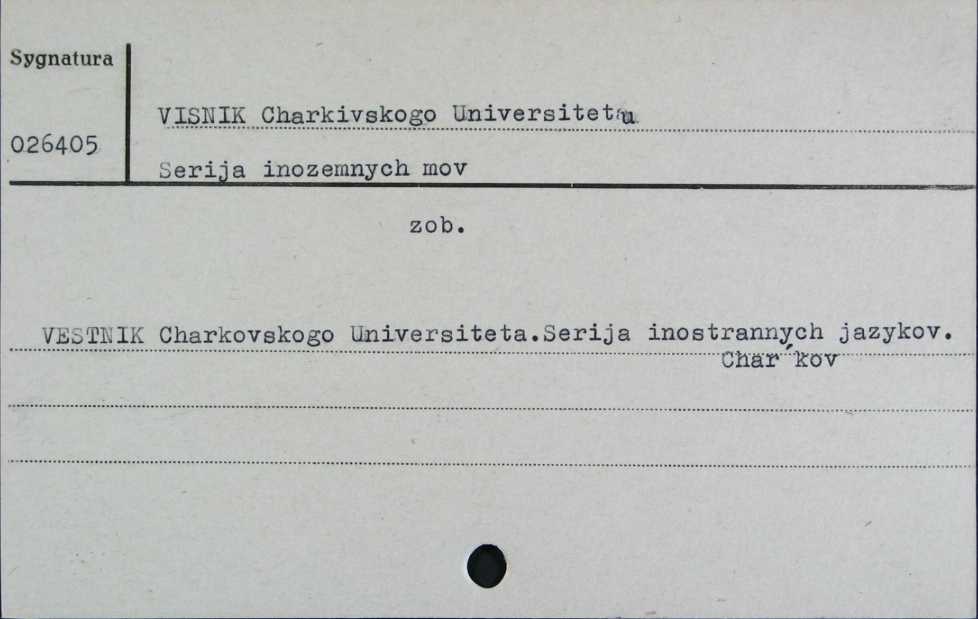 Sygnatura
VISNIK Charkivskogo Universitetu
026405
Serija inozemnych mov
zob.
VESTNIK Charkovskogo Universiteta.Serija inostrannych jazykov.
Char´kov